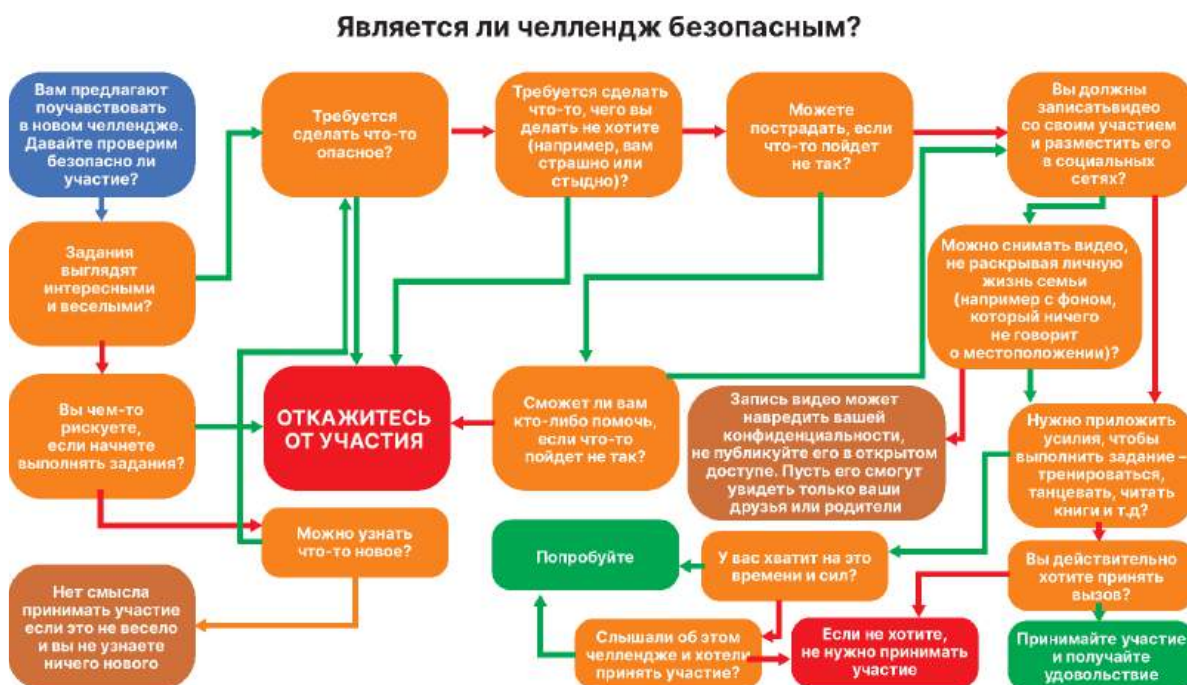 Является ли челлендж безопасным?
Вам предлагают
поучавствовать
в новом челлендже.
Давайте проверим
безопасно ли
участие?
Требуется
сделать что-то
опасное?
Требуется сделать
что-то, чего вы
делать не хотите
(например, вам
страшно или
стыдно)?
Можете
пострадать, если
что-то пойдет
не так?
Вы должны
записатьвидео
со своим участием
и разместить его
в социальных
сетях?
Задания
выглядят
интересными
и веселыми?
Можно снимать видео,
не раскрывая личную
жизнь семьи
(например с фоном,
который ничего
не говорит
о местоположении)?
Вы чем-то
рискуете,
если начнете
выполнять задания?
ОТКАЖИТЕСЬ
ОТ УЧАСТИЯ
Сможет ли вам
кто-либо помочь,
если что-то
пойдет не так?
Запись видео может
навредить вашей
конфиденциальности,
не публикуйте его в открытом
доступе. Пусть его смогут
увидеть только ваши
друзья или родители
Нужно приложить
усилия, чтобы
выполнить задание –
тренироваться,
танцевать, читать
книги и т.д?
Можно узнать
что-то новое?
Попробуйте
У вас хватит на это
времени и сил?
Вы действительно
хотите принять
вызов?
Нет смысла
принимать участие
если это не весело
и вы не узнаете
ничего нового
Слышали об этом
челлендже и хотели
принять участие?
Если не хотите,
не нужно принимать
участие
Принимайте участие
и получайте
удовольствие